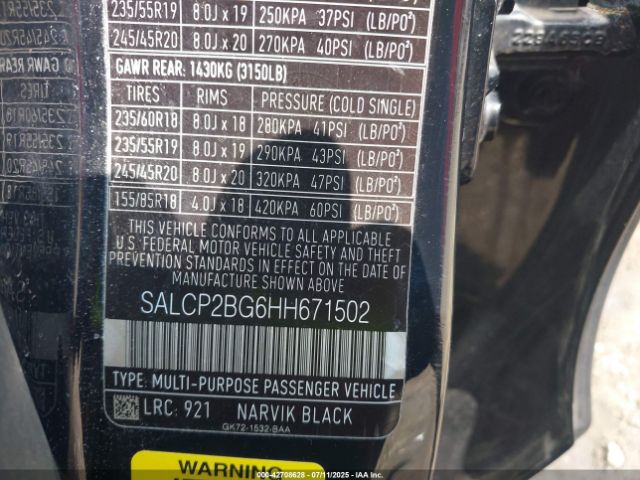 235/55R19 8.0J x 19 250KPA 37PSI (LB/PO²)
245/45R20 8.0J x 20 270KPA 40PSI (LB/PO²)
GAWR REAR: 1430KG (3150LB)
TIRES RIMS PRESSURE (COLD SINGLE)
235/60R18 8.0J x 18 280KPA 41PSI (LB/PO²)
235/55R19 8.0J x 19 290KPA 43PSI (LB/PO²)
245/45R20 8.0J x 20 320KPA 47PSI (LB/PO²)
155/85R18 4.0J x 18 420KPA 60PSI (LB/PO²)
THIS VEHICLE CONFORMS TO ALL APPLICABLE
U.S. FEDERAL MOTOR VEHICLE SAFETY AND THEFT
PREVENTION STANDARDS IN EFFECT ON THE DATE OF
MANUFACTURE SHOWN ABOVE
SALCP2BG6HH671502
TYPE: MULTI-PURPOSE PASSENGER VEHICLE
LRC: 921 NARVIK BLACK
GK72-1532-BAA
WARNING
© 42708628 - 07/11/2025 - IAA Holdings, LLC